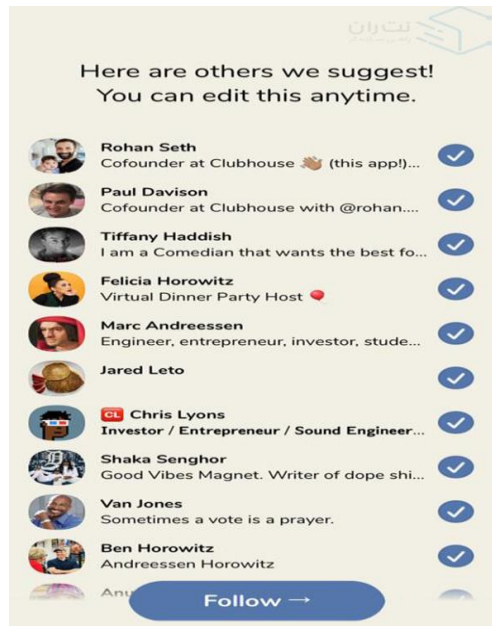 نت ران
Here are others we suggest!
You can edit this anytime.
Rohan Seth
Cofounder at Clubhouse 👋🏽 (this app!)...
Paul Davison
Cofounder at Clubhouse with @rohan....
Tiffany Haddish
I am a Comedian that wants the best fo...
Felicia Horowitz
Virtual Dinner Party Host 🎈
Marc Andreessen
Engineer, entrepreneur, investor, stude...
Jared Leto
CL Chris Lyons
Investor / Entrepreneur / Sound Engineer...
Shaka Senghor
Good Vibes Magnet. Writer of dope shi...
Van Jones
Sometimes a vote is a prayer.
Ben Horowitz
Andreessen Horowitz
Follow →